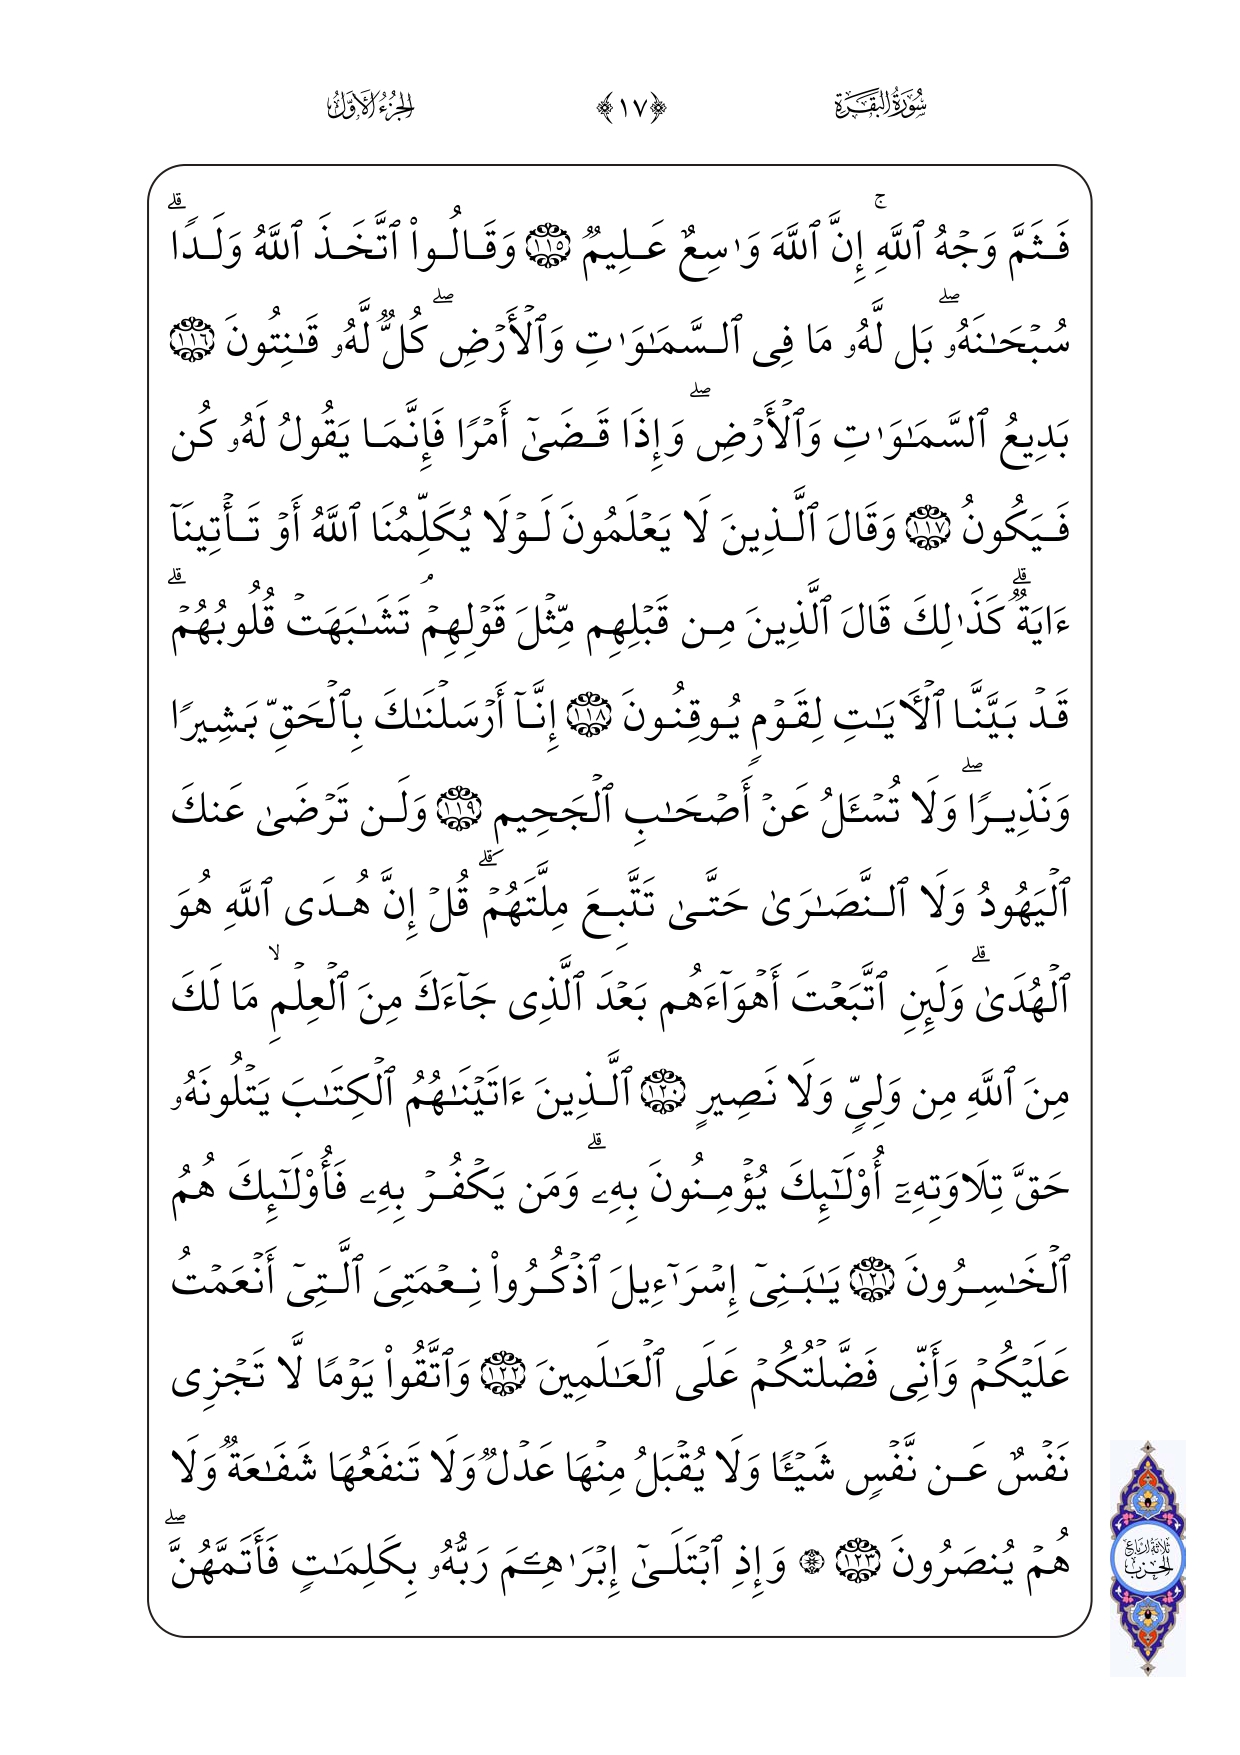 سُورَةُ البَقَرَةِ ﴿١٧﴾ الجُزْءُ الأَوَّلُ
فَثَمَّ وَجۡهُ ٱللَّهِۚ إِنَّ ٱللَّهَ وَٰسِعٌ عَلِيمٞ ١١٥ وَقَالُواْ ٱتَّخَذَ ٱللَّهُ وَلَدٗاۗ
سُبۡحَٰنَهُۥۖ بَل لَّهُۥ مَا فِي ٱلسَّمَٰوَٰتِ وَٱلۡأَرۡضِۖ كُلّٞ لَّهُۥ قَٰنِتُونَ ١١٦
بَدِيعُ ٱلسَّمَٰوَٰتِ وَٱلۡأَرۡضِۖ وَإِذَا قَضَىٰٓ أَمۡرٗا فَإِنَّمَا يَقُولُ لَهُۥ كُن
فَيَكُونُ ١١٧ وَقَالَ ٱلَّذِينَ لَا يَعۡلَمُونَ لَوۡلَا يُكَلِّمُنَا ٱللَّهُ أَوۡ تَأۡتِينَآ
ءَايَةٞۗ كَذَٰلِكَ قَالَ ٱلَّذِينَ مِن قَبۡلِهِم مِّثۡلَ قَوۡلِهِمۡۘ تَشَٰبَهَتۡ قُلُوبُهُمۡۗ
قَدۡ بَيَّنَّا ٱلۡأٓيَٰتِ لِقَوۡمٖ يُوقِنُونَ ١١٨ إِنَّآ أَرۡسَلۡنَٰكَ بِٱلۡحَقِّ بَشِيرٗا
وَنَذِيرٗاۖ وَلَا تُسۡـَٔلُ عَنۡ أَصۡحَٰبِ ٱلۡجَحِيمِ ١١٩ وَلَن تَرۡضَىٰ عَنكَ
ٱلۡيَهُودُ وَلَا ٱلنَّصَٰرَىٰ حَتَّىٰ تَتَّبِعَ مِلَّتَهُمۡۗ قُلۡ إِنَّ هُدَى ٱللَّهِ هُوَ
ٱلۡهُدَىٰۗ وَلَئِنِ ٱتَّبَعۡتَ أَهۡوَآءَهُم بَعۡدَ ٱلَّذِي جَآءَكَ مِنَ ٱلۡعِلۡمِۙ مَا لَكَ
مِنَ ٱللَّهِ مِن وَلِيّٖ وَلَا نَصِيرٍ ١٢٠ ٱلَّذِينَ ءَاتَيۡنَٰهُمُ ٱلۡكِتَٰبَ يَتۡلُونَهُۥ
حَقَّ تِلَاوَتِهِۦٓ أُوْلَٰٓئِكَ يُؤۡمِنُونَ بِهِۦۗ وَمَن يَكۡفُرۡ بِهِۦ فَأُوْلَٰٓئِكَ هُمُ
ٱلۡخَٰسِرُونَ ١٢١ يَٰبَنِيٓ إِسۡرَٰٓءِيلَ ٱذۡكُرُواْ نِعۡمَتِيَ ٱلَّتِيٓ أَنۡعَمۡتُ
عَلَيۡكُمۡ وَأَنِّي فَضَّلۡتُكُمۡ عَلَى ٱلۡعَٰلَمِينَ ١٢٢ وَٱتَّقُواْ يَوۡمٗا لَّا تَجۡزِي
نَفۡسٌ عَن نَّفۡسٖ شَيۡـٔٗا وَلَا يُقۡبَلُ مِنۡهَا عَدۡلٞ وَلَا تَنفَعُهَا شَفَٰعَةٞ وَلَا
هُمۡ يُنصَرُونَ ١٢٣ ۞ وَإِذِ ٱبۡتَلَىٰٓ إِبۡرَٰهِـۧمَ رَبُّهُۥ بِكَلِمَٰتٖ فَأَتَمَّهُنَّۖ
ثلاثة أرباع
الحزب